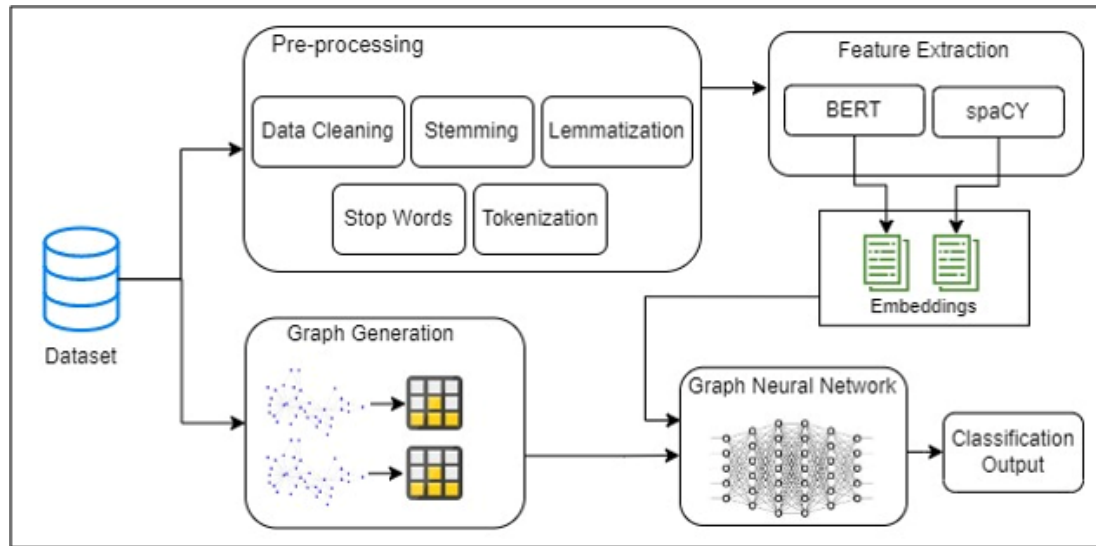 Pre-processing
Data Cleaning
Stemming
Lemmatization
Stop Words
Tokenization
Feature Extraction
BERT
spaCY
Embeddings
Dataset
Graph Generation
Graph Neural Network
Classification
Output